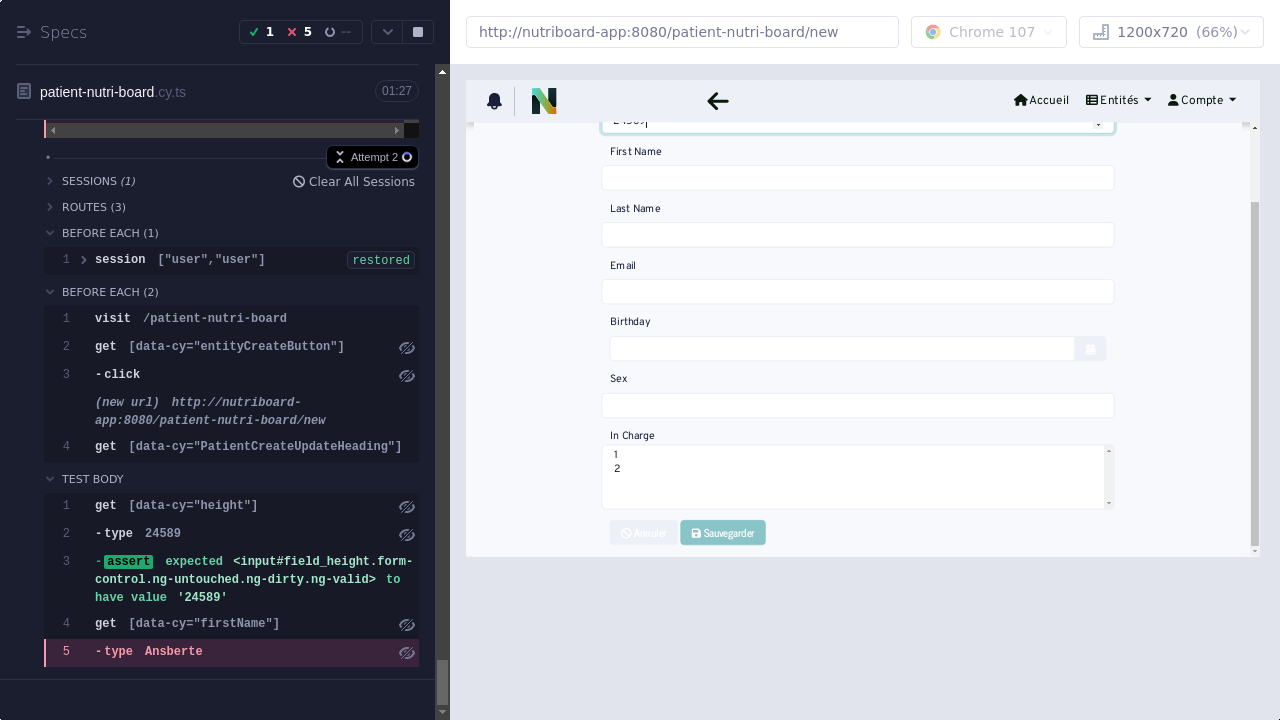 Specs
1 5 --
patient-nutri-board.cy.ts 01:27
Attempt 2
SESSIONS (1) Clear All Sessions
ROUTES (3)
BEFORE EACH (1)
1 session ["user","user"] restored
BEFORE EACH (2)
1 visit /patient-nutri-board
2 get [data-cy="entityCreateButton"]
3 -click
(new url) http://nutriboard-
app:8080/patient-nutri-board/new
4 get [data-cy="PatientCreateUpdateHeading"]
TEST BODY
1 get [data-cy="height"]
2 -type 24589
3 -assert expected <input#field_height.form-
control.ng-untouched.ng-dirty.ng-valid> to
have value '24589'
4 get [data-cy="firstName"]
5 -type Ansberte
http://nutriboard-app:8080/patient-nutri-board/new
Chrome 107
1200x720 (66%)
N
Accueil Entités Compte
24589
First Name
Last Name
Email
Birthday
Sex
In Charge
1
2
Annuler Sauvegarder